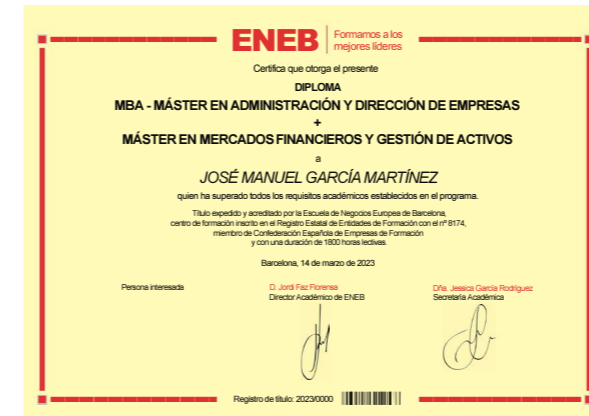 ENEB
Formamos a los
mejores líderes
Certifica que otorga el presente
DIPLOMA
MBA - MÁSTER EN ADMINISTRACIÓN Y DIRECCIÓN DE EMPRESAS
+
MÁSTER EN MERCADOS FINANCIEROS Y GESTIÓN DE ACTIVOS
a
JOSÉ MANUEL GARCÍA MARTÍNEZ
quien ha superado todos los requisitos académicos establecidos en el programa.
Título expedido y acreditado por la Escuela de Negocios Europea de Barcelona,
centro de formación inscrito en el Registro Estatal de Entidades de Formación con el nº 8174,
miembro de Confederación Española de Empresas de Formación
y con una duración de 1800 horas lectivas.
Barcelona, 14 de marzo de 2023
Persona interesada
D. Jordi Faz Florensa
Director Académico de ENEB
Dña. Jessica García Rodríguez
Secretaria Académica
Registro de título: 2023/0000